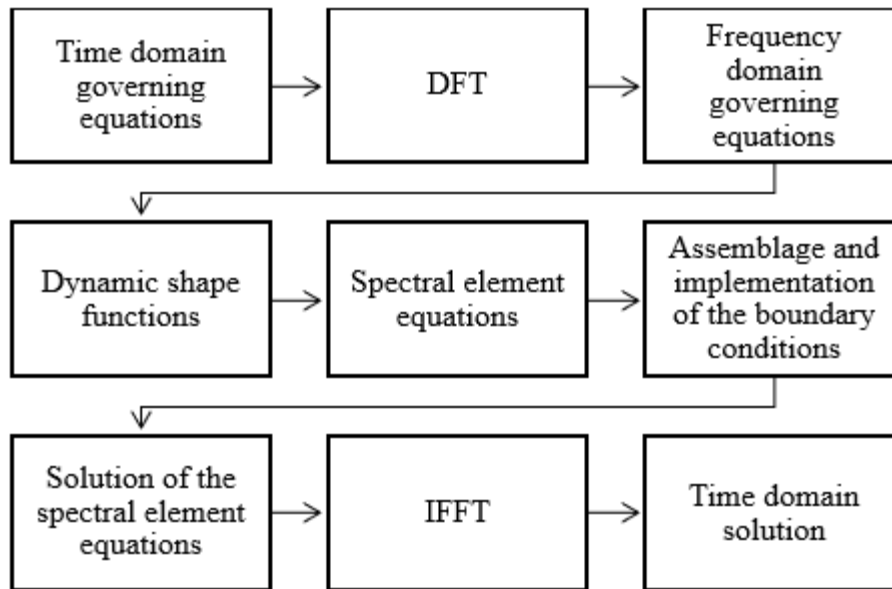 Time domain
governing
equations
DFT
Frequency
domain
governing
equations
Dynamic shape
functions
Spectral element
equations
Assemblage and
implementation
of the boundary
conditions
Solution of the
spectral element
equations
IFFT
Time domain
solution